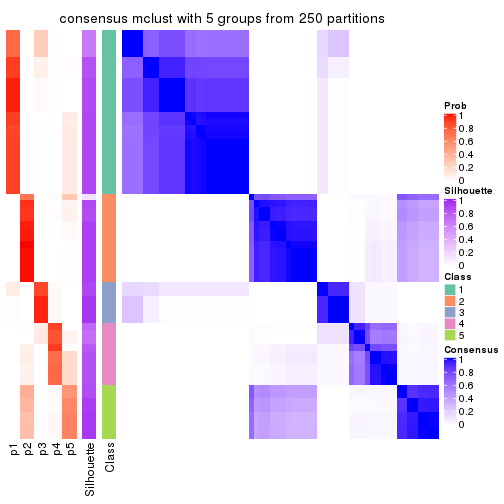 consensus mclust with 5 groups from 250 partitions
Prob
1
0.8
0.6
0.4
0.2
0
Silhouette
1
0.8
0.6
0.4
0.2
0
Class
1
2
3
4
5
Consensus
1
0.8
0.6
0.4
0.2
0
p1
p2
p3
p4
p5
Silhouette
Class